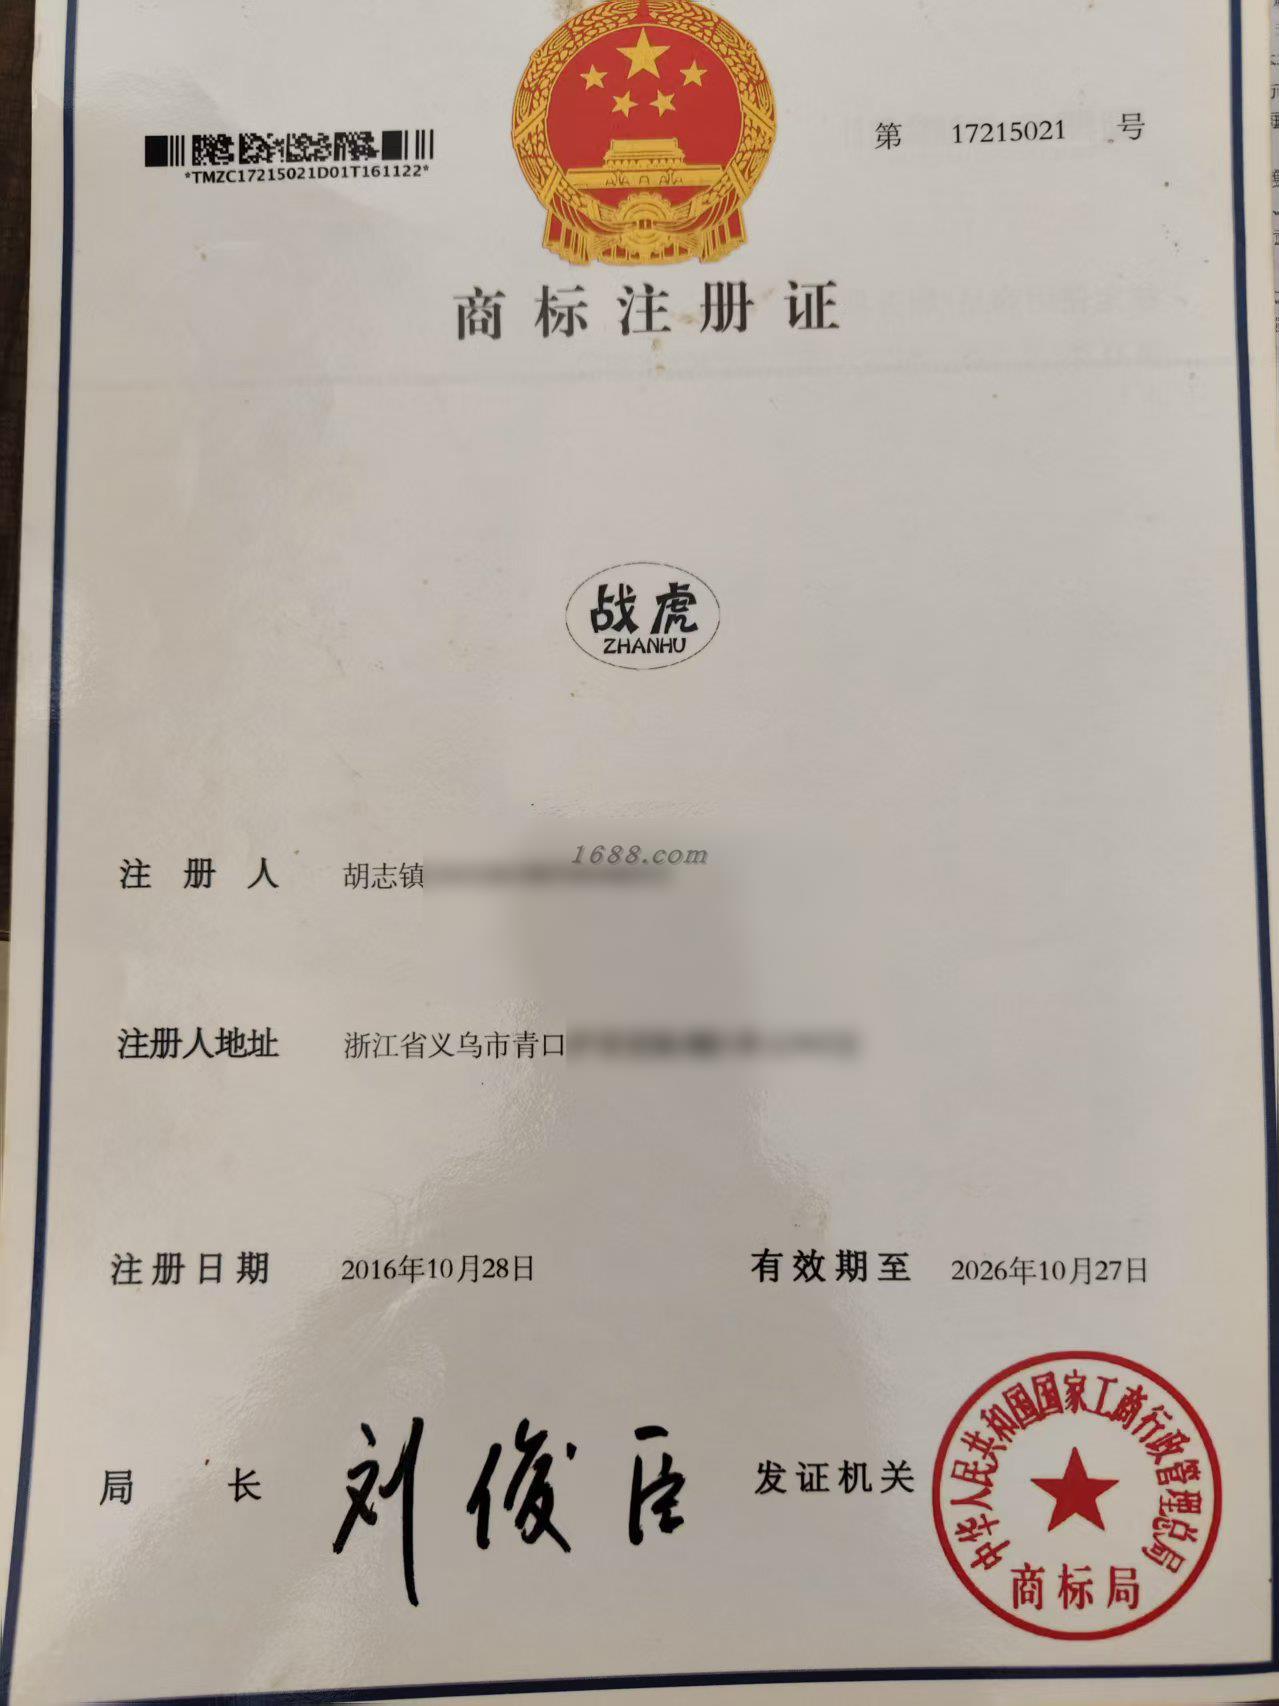 第 17215021 号
*TMZC17215021D01T161122*
商标注册证
战虎
ZHANHU
1688.com
注册人 胡志镇
注册人地址 浙江省义乌市青口
注册日期 2016年10月28日 有效期至 2026年10月27日
局长 刘俊臣 发证机关
中华人民共和国国家工商行政管理总局
商标局